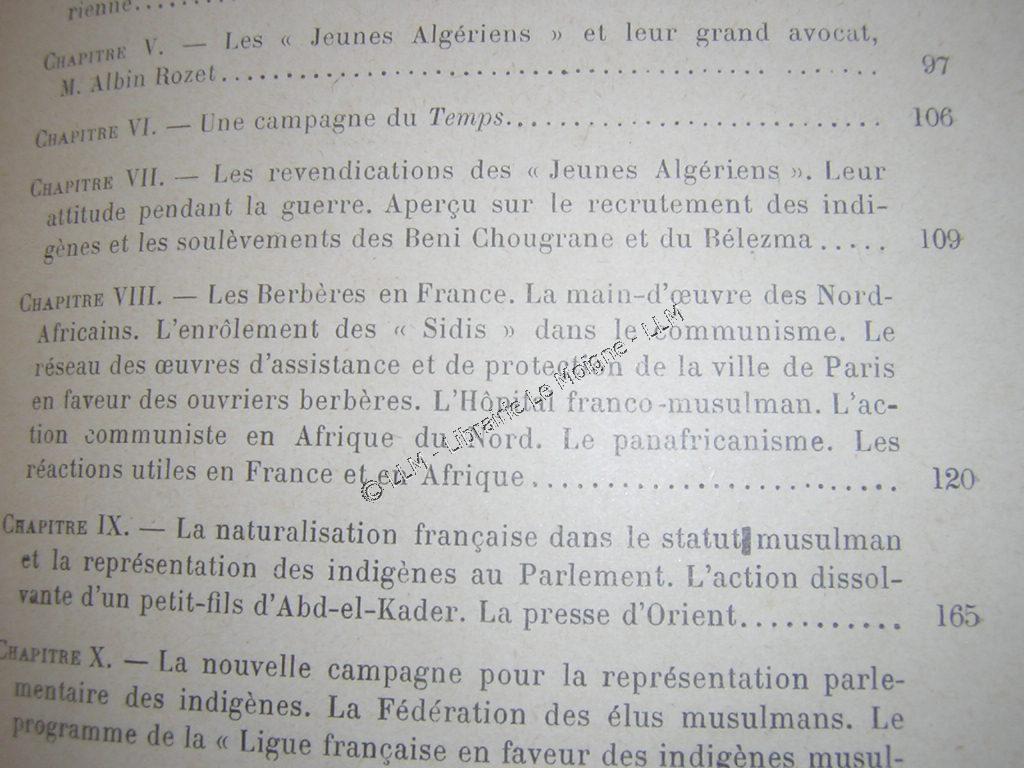 rienne
CHAPITRE V. — Les « Jeunes Algériens » et leur grand avocat,
M. Albin Rozet........................................ 97
CHAPITRE VI. — Une campagne du Temps........................... 106
CHAPITRE VII. — Les revendications des « Jeunes Algériens ». Leur
attitude pendant la guerre. Aperçu sur le recrutement des indi-
gènes et les soulèvements des Beni Chougrane et du Bélezma..... 109
CHAPITRE VIII. — Les Berbères en France. La main-d'œuvre des Nord-
Africains. L'enrôlement des « Sidis » dans le communisme. Le
réseau des œuvres d'assistance et de protection de la ville de Paris
en faveur des ouvriers berbères. L'Hôpital franco-musulman. L'ac-
tion communiste en Afrique du Nord. Le panafricanisme. Les
réactions utiles en France et en Afrique.......................... 120
CHAPITRE IX. — La naturalisation française dans le statut musulman
et la représentation des indigènes au Parlement. L'action dissol-
vante d'un petit-fils d'Abd-el-Kader. La presse d'Orient........... 165
CHAPITRE X. — La nouvelle campagne pour la représentation parle-
mentaire des indigènes. La Fédération des élus musulmans. Le
programme de la « Ligue française en faveur des indigènes musul-
© LLM - Librairie Le Moigne - LLM